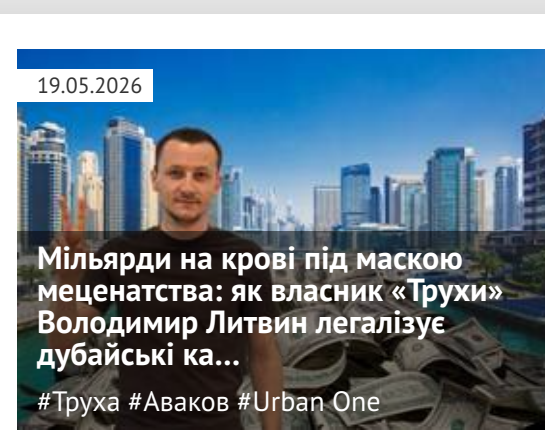 19.05.2026
Мільярди на крові під маскою
меценатства: як власник «Трухи»
Володимир Литвин легалізує
дубайські ка...
#Труха #Аваков #Urban One